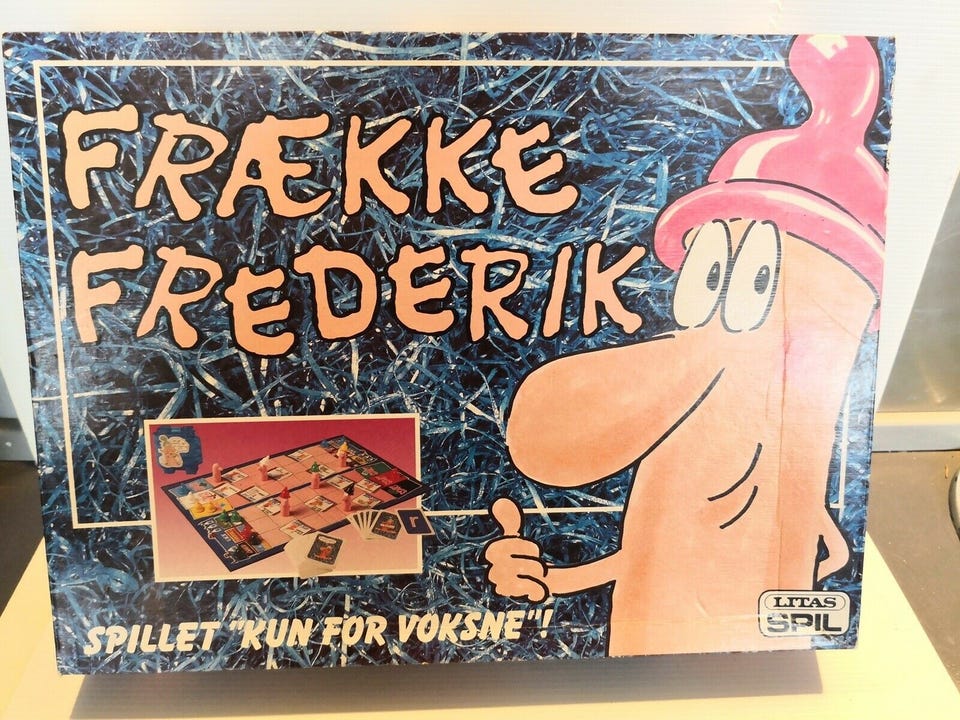 FRÆKKE
FREDERIK
SPILLET "KUN FOR VOKSNE"!
LITAS
SPIL